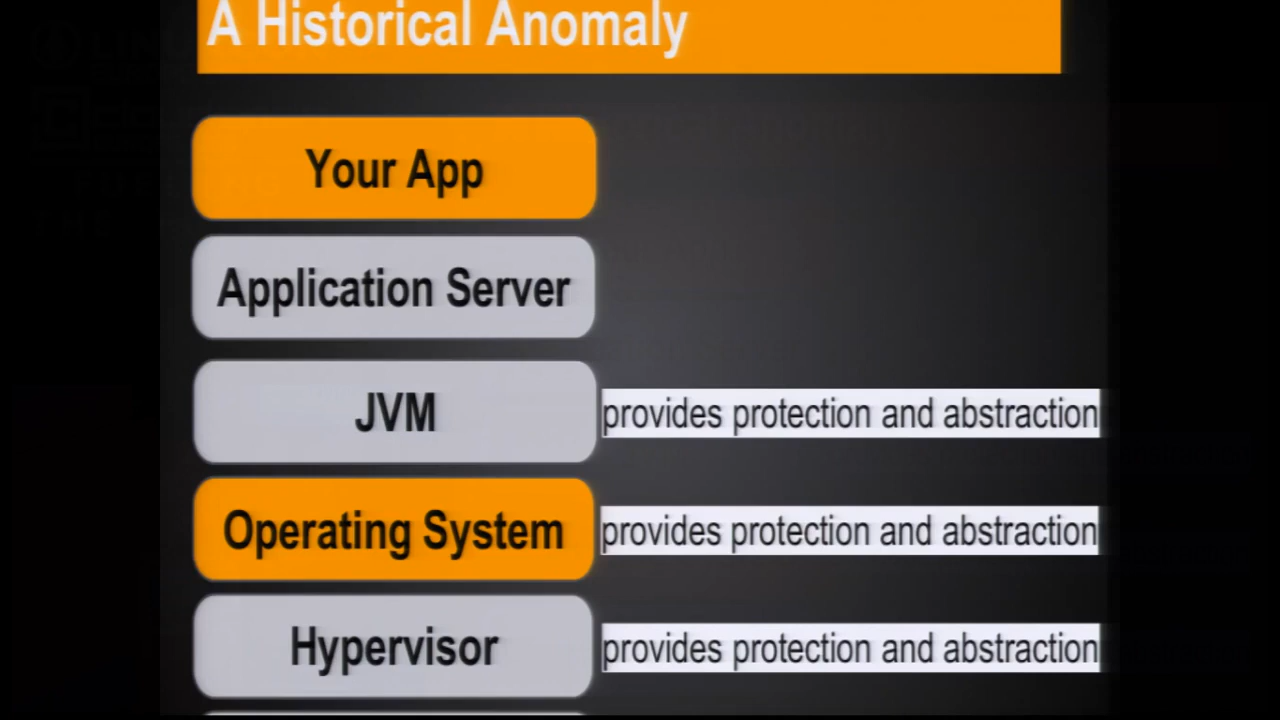 A Historical Anomaly
Your App
Application Server
JVM
provides protection and abstraction
Operating System
provides protection and abstraction
Hypervisor
provides protection and abstraction